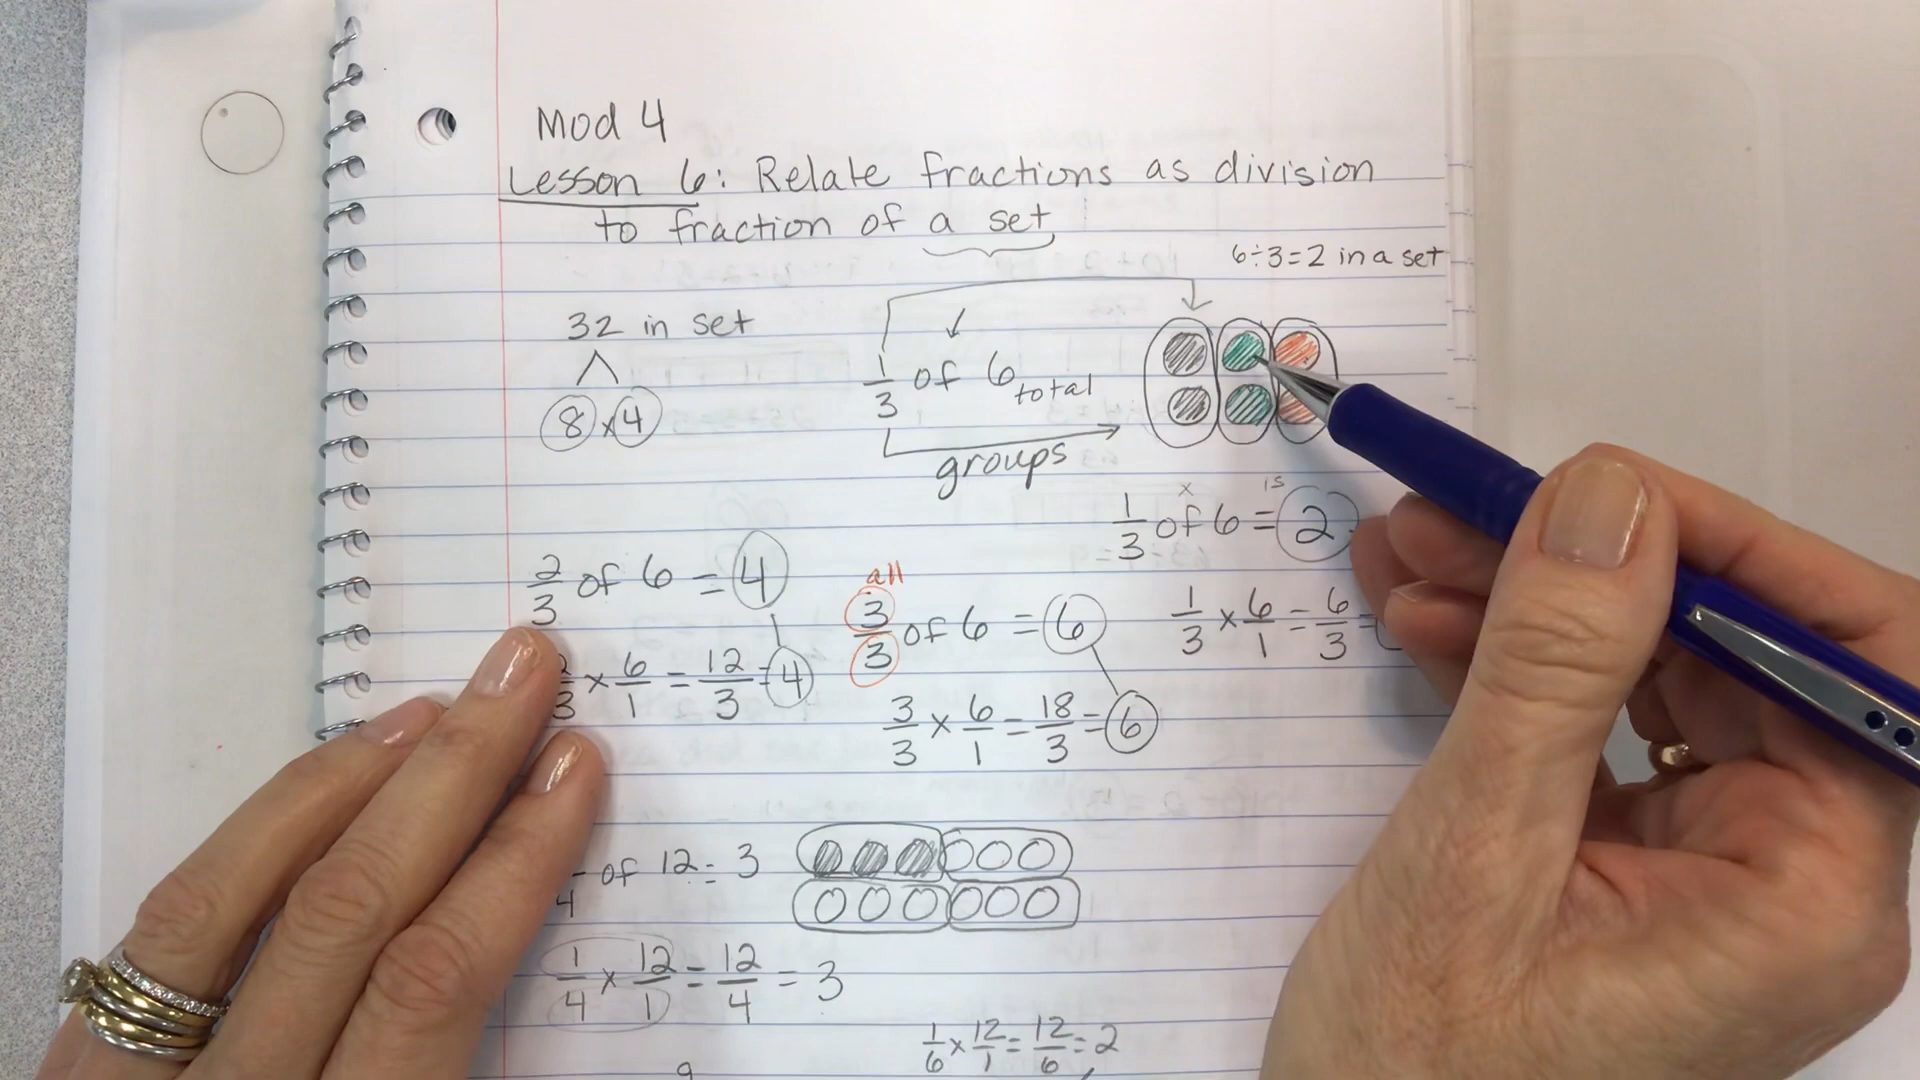 Mod 4
Lesson 6: Relate fractions as division
to fraction of a set
6÷3=2 in a set
32 in set
8 x 4
1/3 of 6 total
groups
x is
1/3 of 6 = 2
2/3 of 6 = 4
all
3/3 of 6 = 6
1/3 × 6/1 = 6/3 =
/3 × 6/1 = 12/3 = 4
3/3 × 6/1 = 18/3 = 6
/4 of 12 = 3
1/4 × 12/1 = 12/4 = 3
1/6 × 12/1 = 12/6 = 2